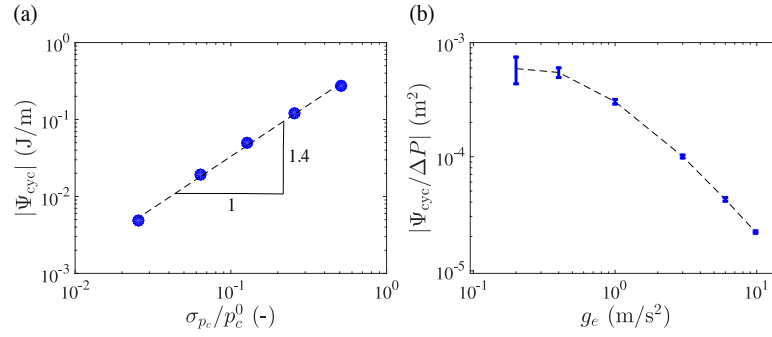 (a)
(b)
10^0
10^-1
10^-2
10^-3
|Ψ_cyc| (J/m)
1.4
1
10^-2
10^-1
10^0
σ_{p_c}/p_c^0 (-)
10^-3
10^-4
10^-5
|Ψ_cyc/ΔP| (m^2)
10^-1
10^0
10^1
g_e (m/s^2)